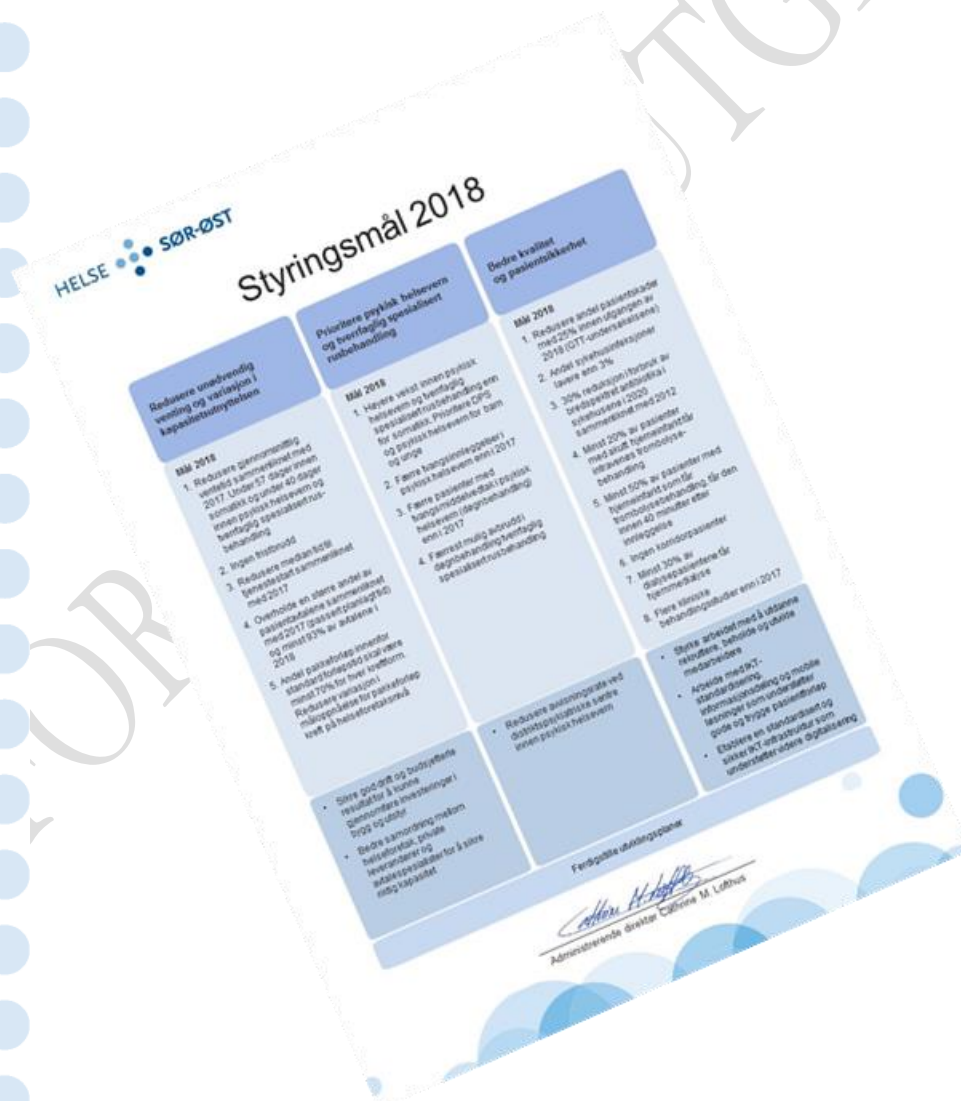 HELSE SØR-ØST
Styringsmål 2018
Redusere unødvendig
venting og variasjon i
kapasitetsutnyttelsen
Mål 2018
1. Redusere gjennomsnittlig
ventetid sammenliknet med
2017. Under 57 dager innen
somatikk og under 40 dager
innen psykisk helsevern og
tverrfaglig spesialisert rus-
behandling
2. Ingen fristbrudd
3. Redusere median tid til
tjenestestart sammenliknet
med 2017
4. Overholde en større andel av
pasientavtalene sammenliknet
med 2017 (passert planlagt tid)
og minst 93% av avtalene i
2018
5. Andel pakkeforløp innenfor
standard forløpstid skal være
minst 70% for hver kreftform.
Redusere variasjon i
måloppnåelse for pakkeforløp
kreft på helseforetaksnivå
• Sikre god drift og budsjetterte
resultat for å kunne
gjennomføre investeringer i
bygg og utstyr
• Bedre samordning mellom
helseforetak, private
leverandører og
avtalespesialister for å sikre
riktig kapasitet
Prioritere psykisk helsevern
og tverrfaglig spesialisert
rusbehandling
Mål 2018
1. Høyere vekst innen psykisk
helsevern og tverrfaglig
spesialisert rusbehandling enn
for somatikk. Prioritere DPS
og psykisk helsevern for barn
og unge
2. Færre tvangsinnleggelser i
psykisk helsevern enn i 2017
3. Færre pasienter med
tvangsmiddelvedtak i psykisk
helsevern (døgnbehandling)
enn i 2017
4. Færrest mulig avbrudd i
døgnbehandling tverrfaglig
spesialisert rusbehandling
• Redusere avvisningsrate ved
distriktspsykiatriske sentre
innen psykisk helsevern
Bedre kvalitet
og pasientsikkerhet
Mål 2018
1. Redusere andel pasientskader
med 25% innen utgangen av
2018 (GTT-undersøkelsene)
2. Andel sykehusinfeksjoner
lavere enn 3%
3. 30% reduksjon i forbruk av
bredspektret antibiotika i
sykehusene i 2020
sammenliknet med 2012
4. Minst 20% av pasienter
med akutt hjerneinfarkt får
intravenøs trombolyse-
behandling
5. Minst 50% av pasienter med
hjerneinfarkt som får
trombolysebehandling, får den
innen 40 minutter etter
innleggelse
6. Ingen korridorpasienter
7. Minst 30% av
dialysepasientene får
hjemmedialyse
8. Flere kliniske
behandlingsstudier enn i 2017
• Styrke arbeidet med å utdanne
rekruttere, beholde og utvikle
medarbeidere
• Arbeide med IKT-
standardisering,
informasjonsdeling og mobile
løsninger som understøtter
gode og trygge pasientforløp
• Etablere en standardisert og
sikker IKT-infrastruktur som
understøtter videre digitalisering
Ferdigstille utviklingsplaner
Administrerende direktør Cathrine M. Lofthus